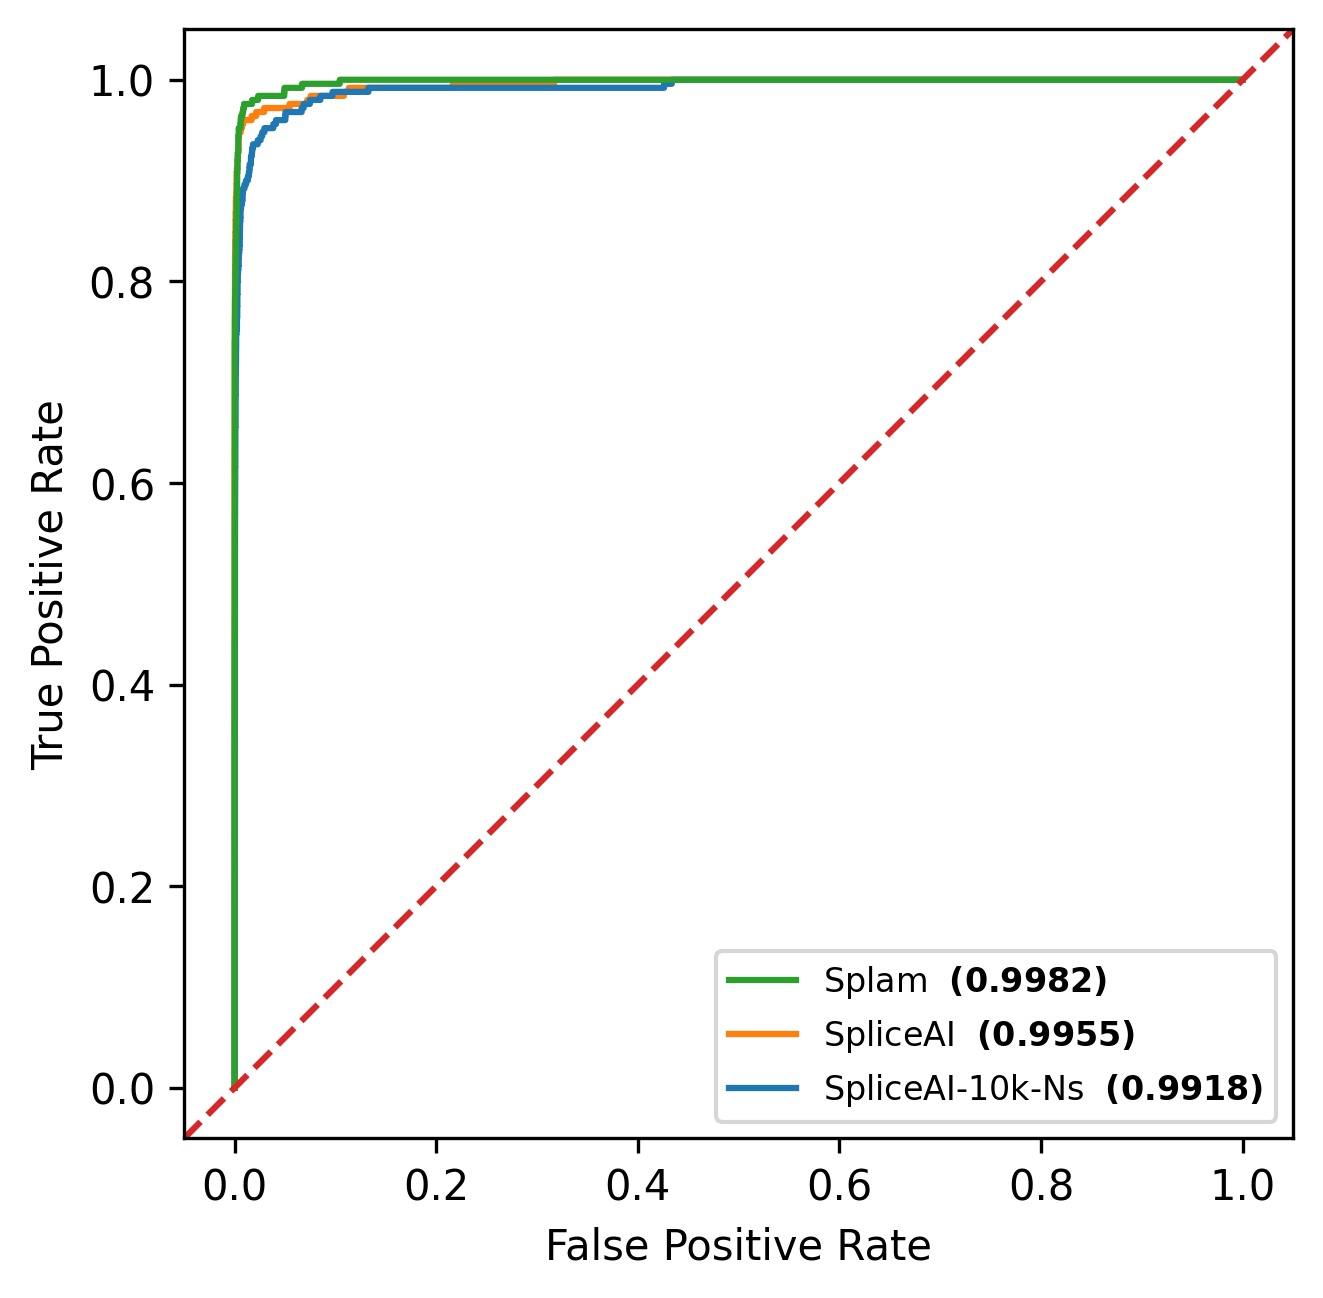 True Positive Rate
1.0
0.8
0.6
0.4
0.2
0.0
Splam (0.9982)
SpliceAI (0.9955)
SpliceAI-10k-Ns (0.9918)
0.0 0.2 0.4 0.6 0.8 1.0
False Positive Rate